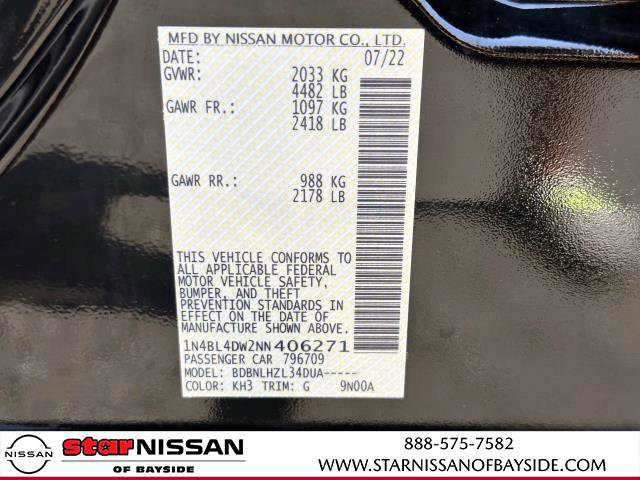 MFD BY NISSAN MOTOR CO., LTD.
DATE: 07/22
GVWR: 2033 KG
4482 LB
GAWR FR.: 1097 KG
2418 LB
GAWR RR.: 988 KG
2178 LB
THIS VEHICLE CONFORMS TO
ALL APPLICABLE FEDERAL
MOTOR VEHICLE SAFETY,
BUMPER, AND THEFT
PREVENTION STANDARDS IN
EFFECT ON THE DATE OF
MANUFACTURE SHOWN ABOVE.
1N4BL4DW2NN406271
PASSENGER CAR 796709
MODEL: BDBNLHZL34DUA-----
COLOR: KH3 TRIM: G 9N00A
NISSAN
star NISSAN
OF BAYSIDE
888-575-7582
WWW.STARNISSANOFBAYSIDE.COM